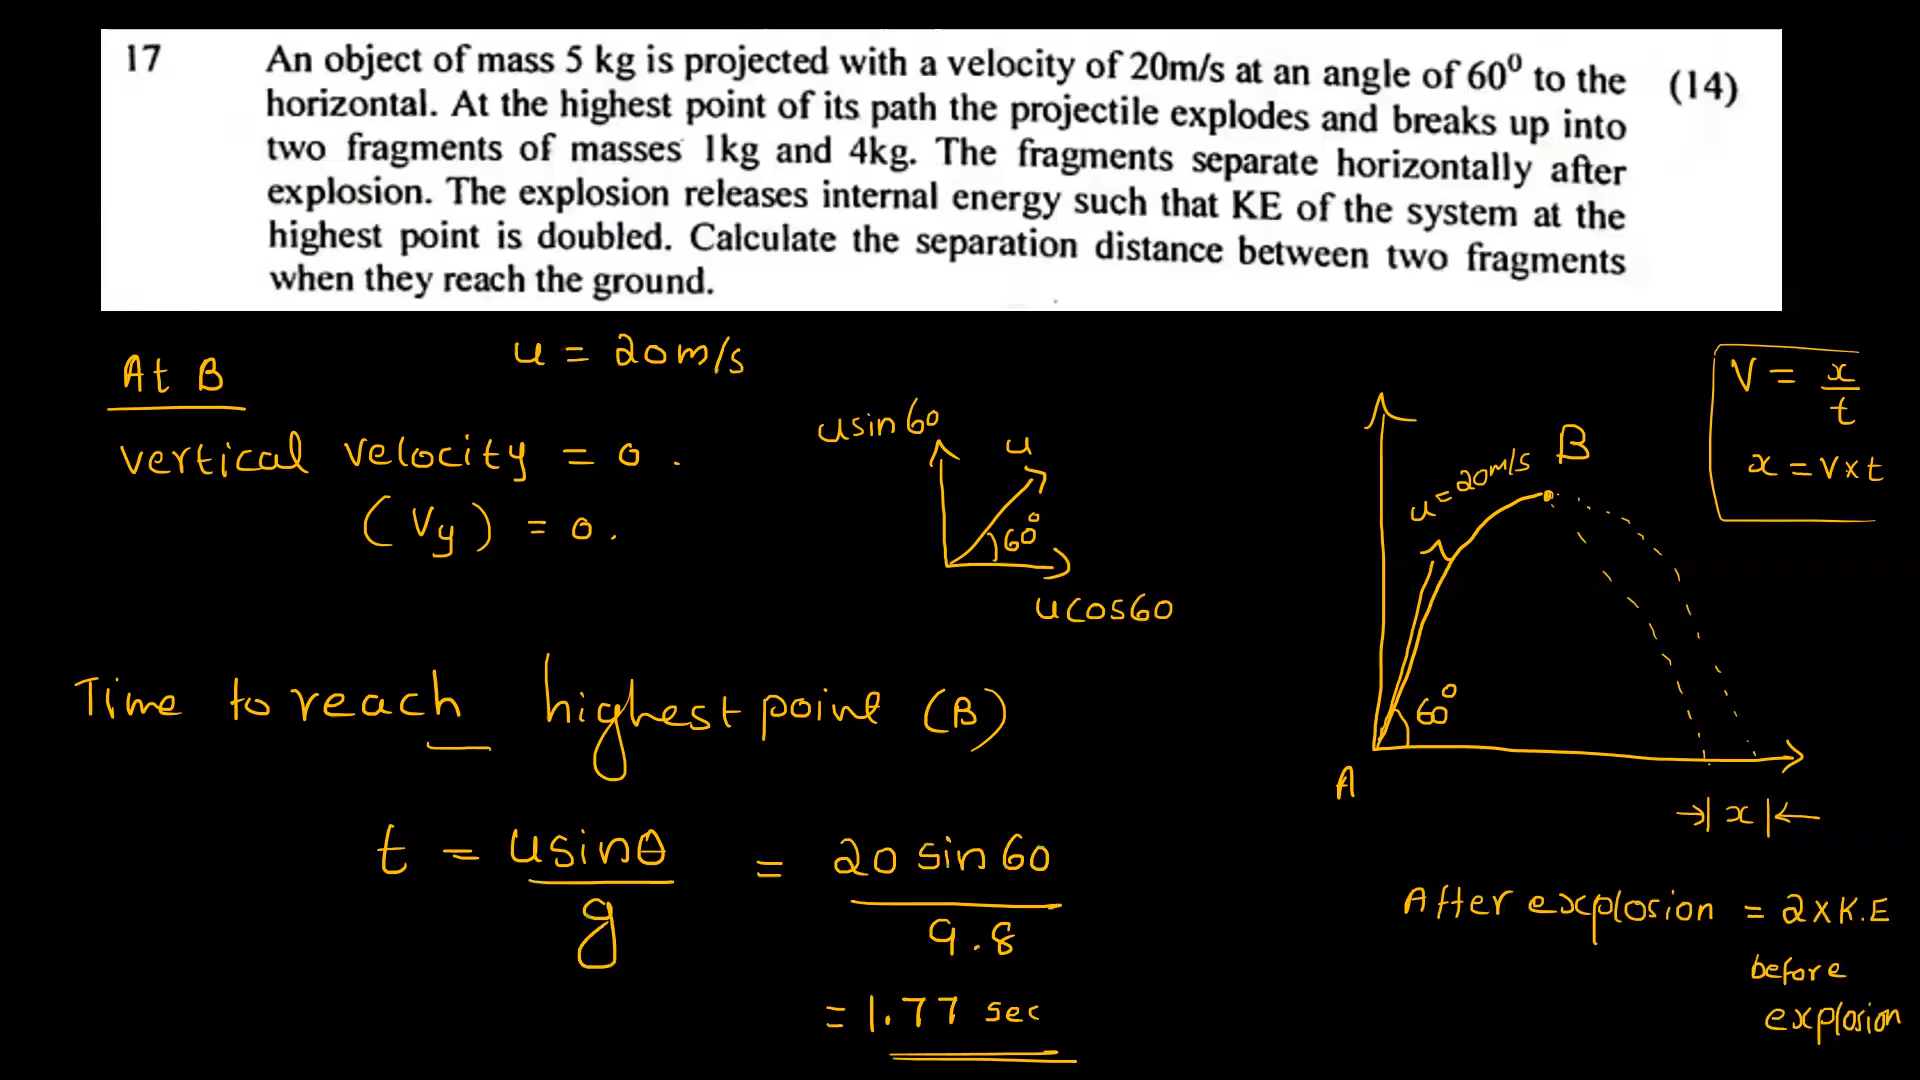 17 An object of mass 5 kg is projected with a velocity of 20m/s at an angle of 60⁰ to the (14)
horizontal. At the highest point of its path the projectile explodes and breaks up into
two fragments of masses 1kg and 4kg. The fragments separate horizontally after
explosion. The explosion releases internal energy such that KE of the system at the
highest point is doubled. Calculate the separation distance between two fragments
when they reach the ground.
At B
u = 20m/s
vertical velocity = 0.
(Vy) = 0.
usin60
u
60°
ucos60
V = x/t
x = V×t
u = 20m/s
B
60°
A
x
Time to reach highest point (B)
t = usinθ/g = 20 sin 60/9.8
= 1.77 sec
After explosion = 2×K.E
before
explosion